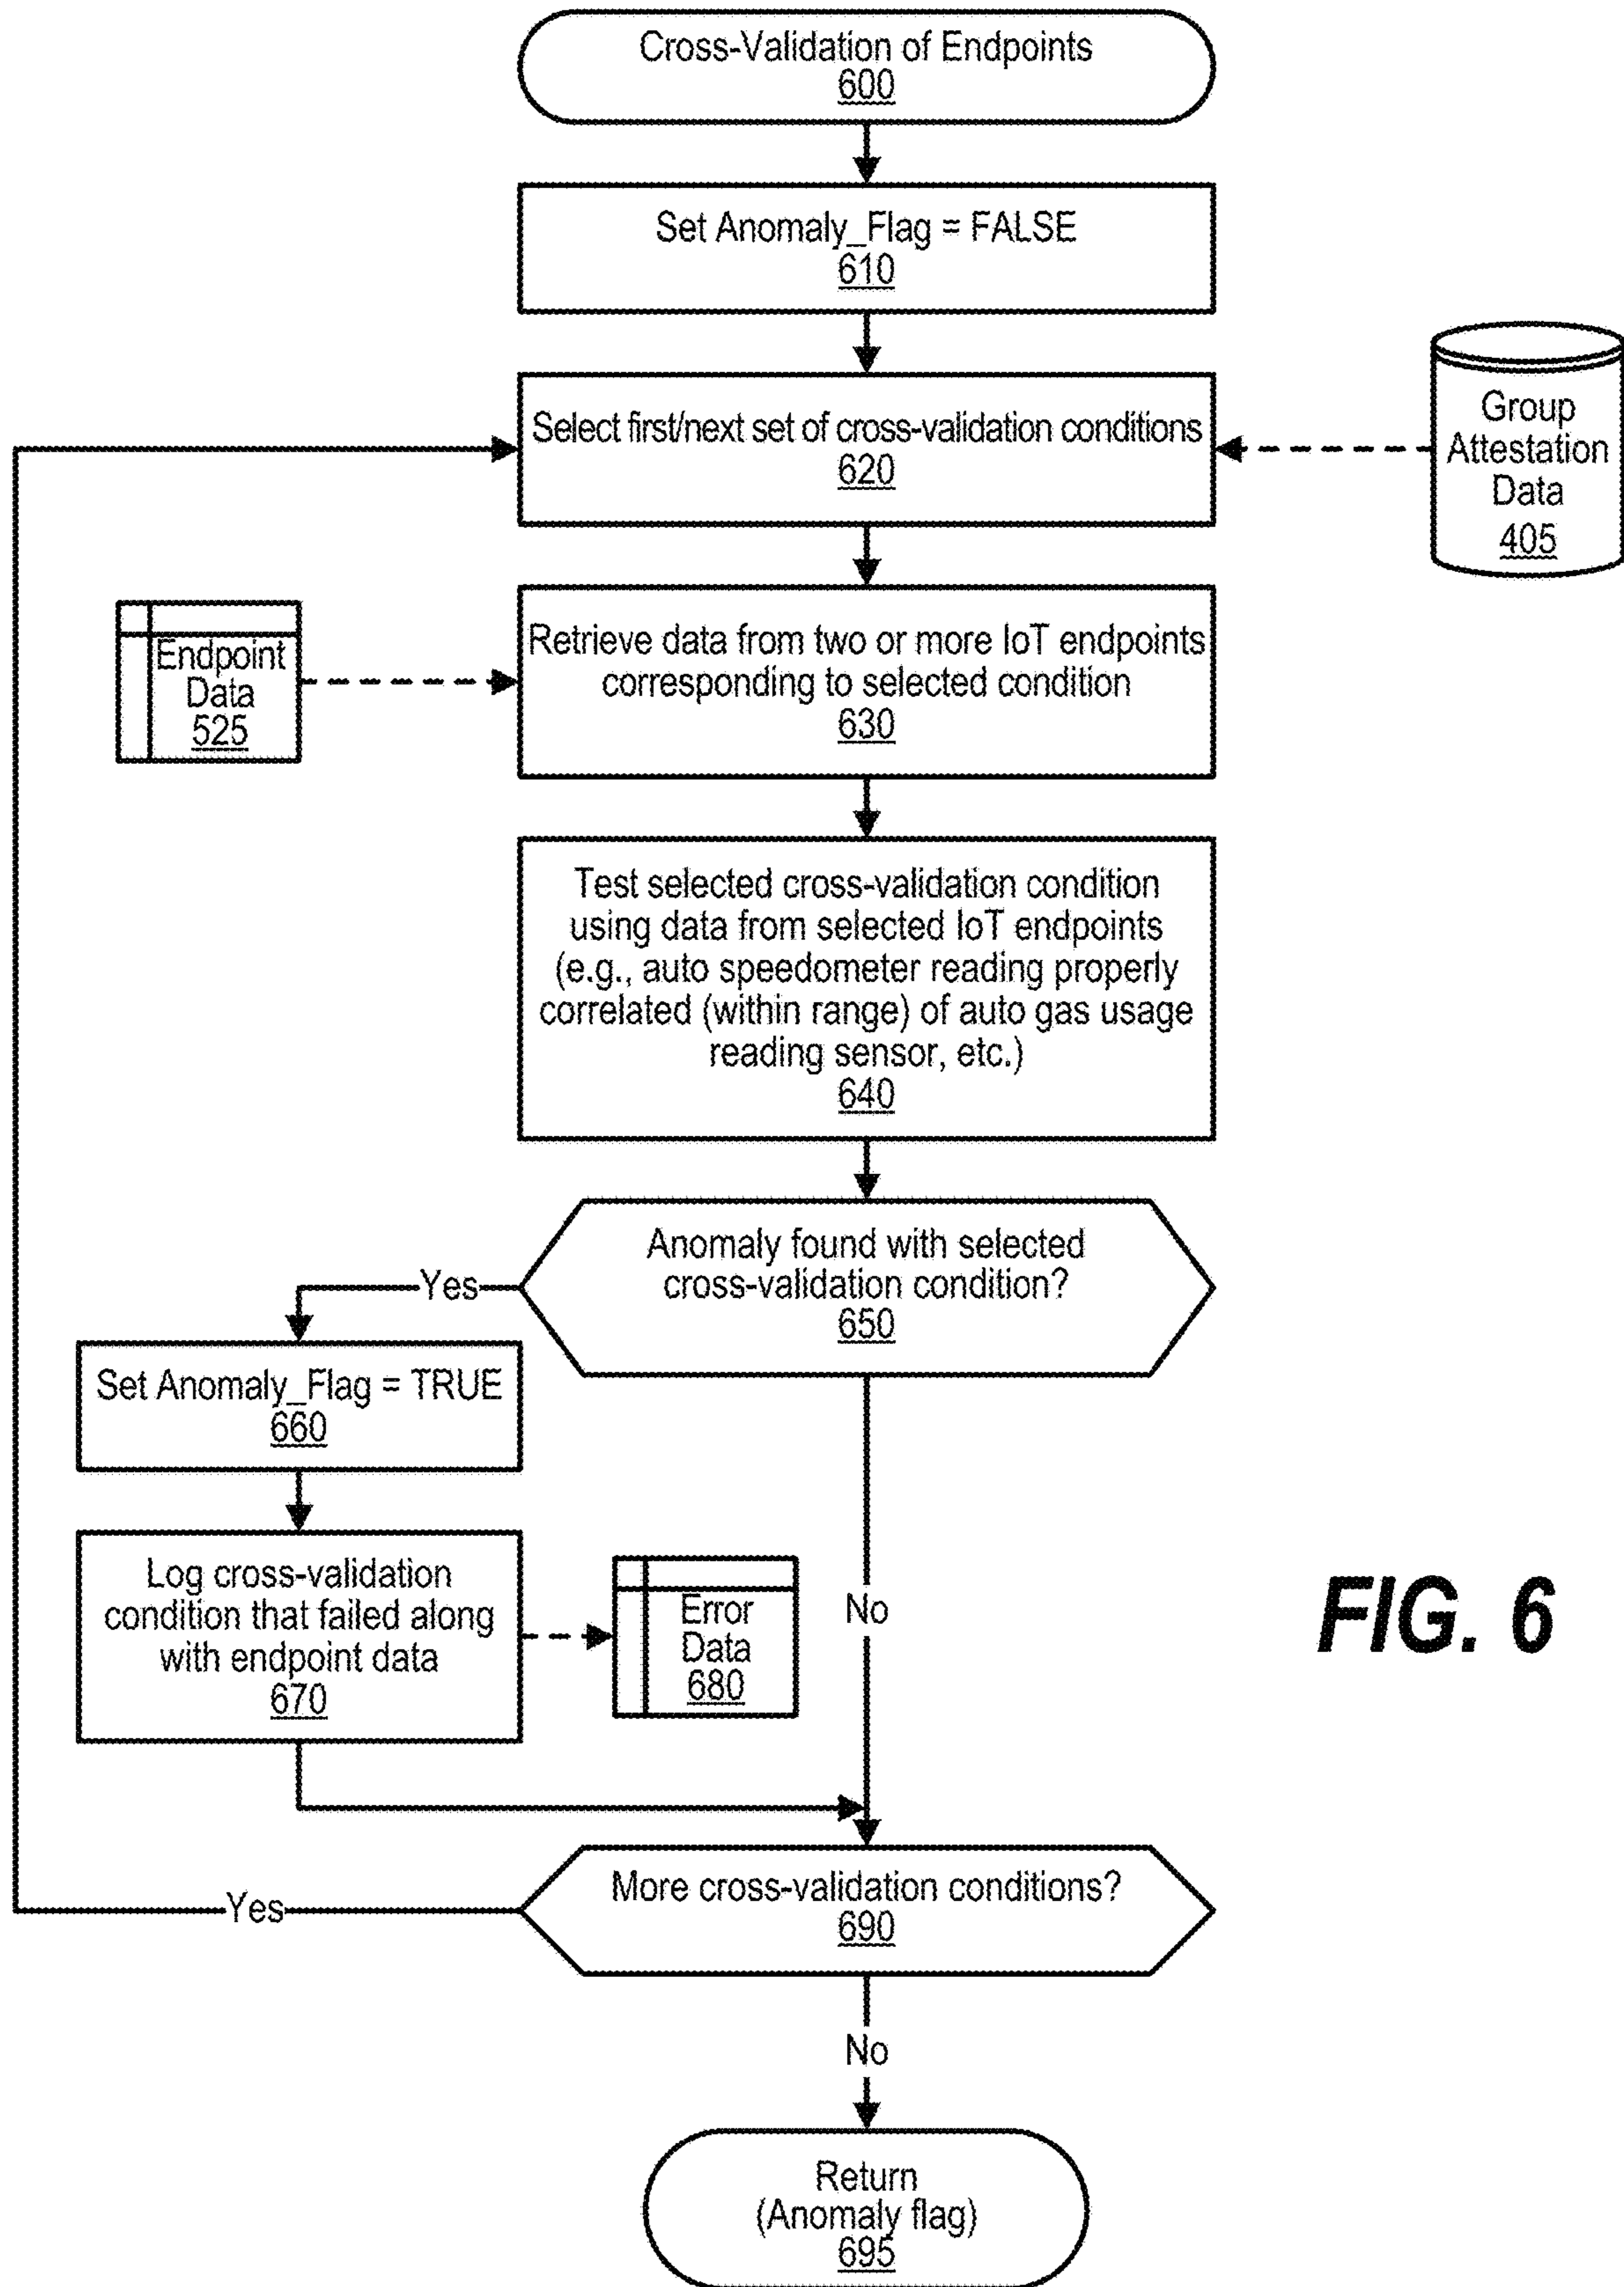 Cross-Validation of Endpoints
600
Set Anomaly_Flag = FALSE
610
Select first/next set of cross-validation conditions
620
Group
Attestation
Data
405
Endpoint
Data
525
Retrieve data from two or more IoT endpoints
corresponding to selected condition
630
Test selected cross-validation condition
using data from selected IoT endpoints
(e.g., auto speedometer reading properly
correlated (within range) of auto gas usage
reading sensor, etc.)
640
Anomaly found with selected
cross-validation condition?
650
Yes
Set Anomaly_Flag = TRUE
660
Log cross-validation
condition that failed along
with endpoint data
670
Error
Data
680
No
FIG. 6
More cross-validation conditions?
690
Yes
No
Return
(Anomaly flag)
695